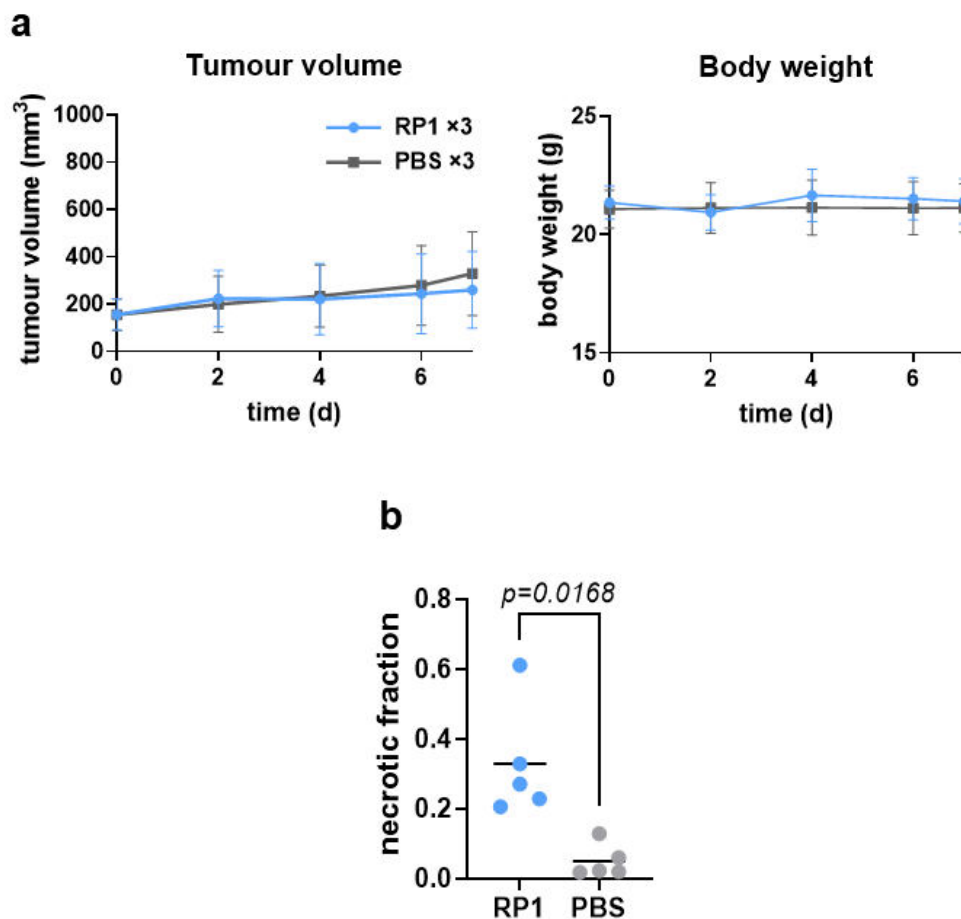 a
Tumour volume
tumour volume (mm³)
1000
800
600
400
200
0
0 2 4 6
time (d)
RP1 ×3
PBS ×3
Body weight
body weight (g)
25
20
15
0 2 4 6
time (d)
b
necrotic fraction
0.8
0.6
0.4
0.2
0.0
p=0.0168
RP1 PBS